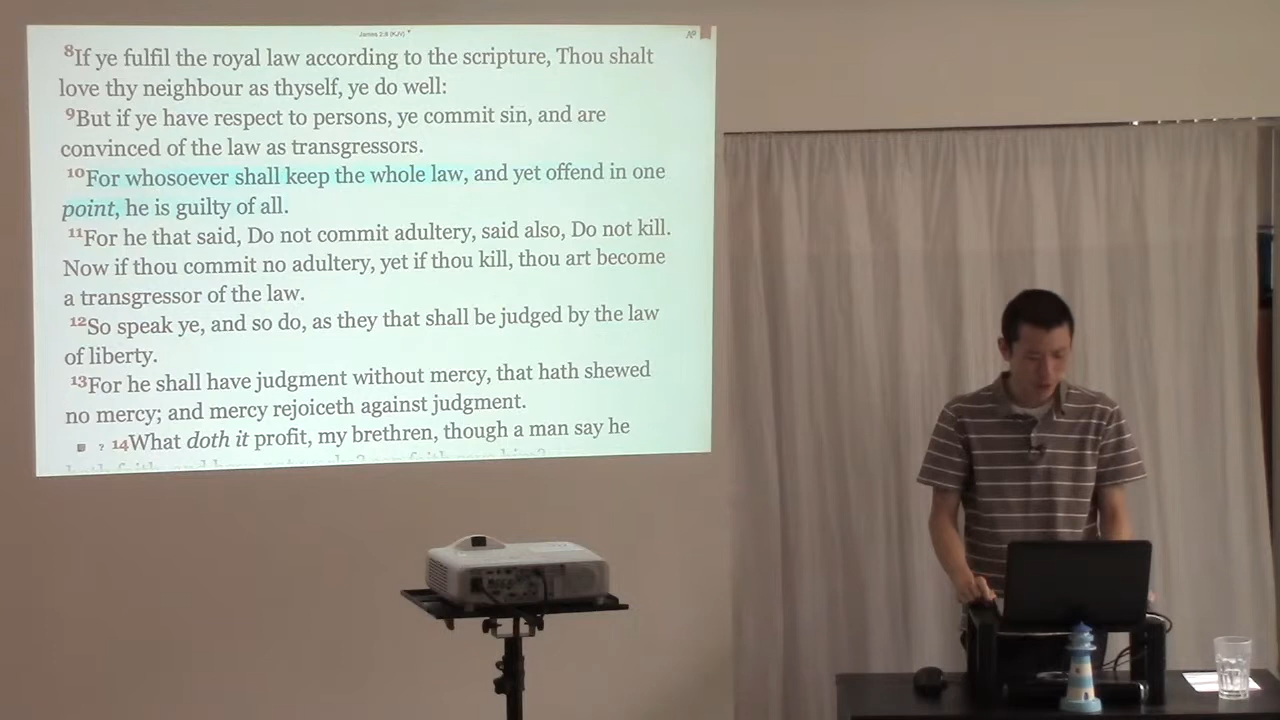 James 2:8 (KJV)
8If ye fulfil the royal law according to the scripture, Thou shalt
love thy neighbour as thyself, ye do well:
9But if ye have respect to persons, ye commit sin, and are
convinced of the law as transgressors.
10For whosoever shall keep the whole law, and yet offend in one
point, he is guilty of all.
11For he that said, Do not commit adultery, said also, Do not kill.
Now if thou commit no adultery, yet if thou kill, thou art become
a transgressor of the law.
12So speak ye, and so do, as they that shall be judged by the law
of liberty.
13For he shall have judgment without mercy, that hath shewed
no mercy; and mercy rejoiceth against judgment.
? 14What doth it profit, my brethren, though a man say he